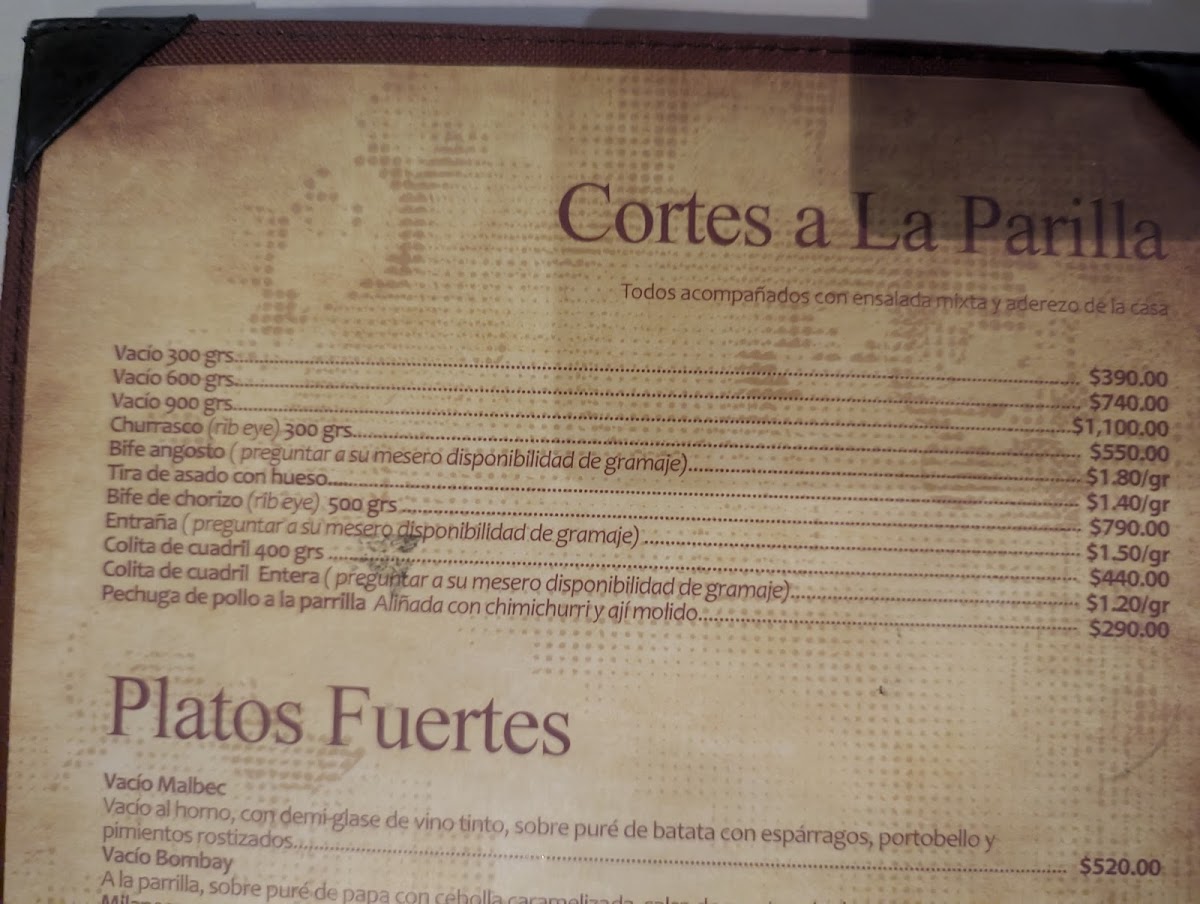 Cortes a La Parilla
Todos acompañados con ensalada mixta y aderezo de la casa
Vacío 300 grs.......... $390.00
Vacío 600 grs.......... $740.00
Vacío 900 grs.......... $1,100.00
Churrasco (rib eye) 300 grs.......... $550.00
Bife angosto ( preguntar a su mesero disponibilidad de gramaje).......... $1.80/gr
Tira de asado con hueso.......... $1.40/gr
Bife de chorizo (rib eye) 500 grs.......... $790.00
Entraña ( preguntar a su mesero disponibilidad de gramaje).......... $1.50/gr
Colita de cuadril 400 grs.......... $440.00
Colita de cuadril Entera ( preguntar a su mesero disponibilidad de gramaje).......... $1.20/gr
Pechuga de pollo a la parrilla Aliñada con chimichurri y ají molido.......... $290.00
Platos Fuertes
Vacío Malbec
Vacío al horno, con demi-glase de vino tinto, sobre puré de batata con espárragos, portobello y
pimientos rostizados.......... $520.00
Vacío Bombay
A la parrilla, sobre puré de papa con cebolla caramelizada,